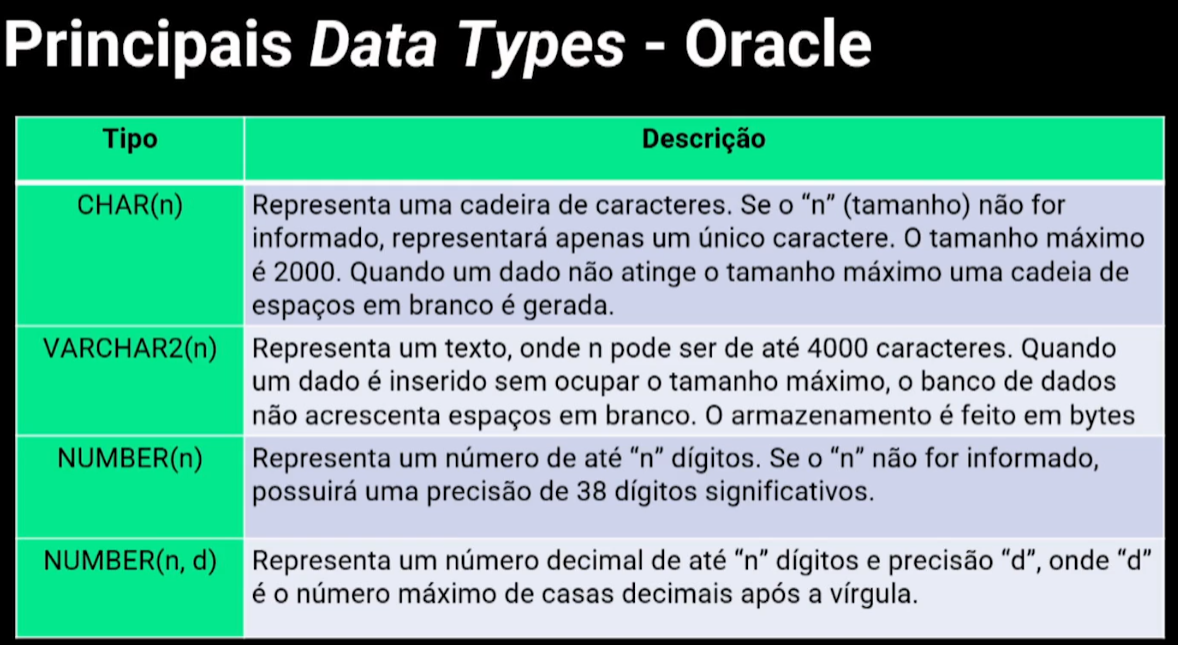 Principais Data Types - Oracle
Tipo
Descrição
CHAR(n)
Representa uma cadeira de caracteres. Se o “n” (tamanho) não for
informado, representará apenas um único caractere. O tamanho máximo
é 2000. Quando um dado não atinge o tamanho máximo uma cadeia de
espaços em branco é gerada.
VARCHAR2(n)
Representa um texto, onde n pode ser de até 4000 caracteres. Quando
um dado é inserido sem ocupar o tamanho máximo, o banco de dados
não acrescenta espaços em branco. O armazenamento é feito em bytes
NUMBER(n)
Representa um número de até “n” dígitos. Se o “n” não for informado,
possuirá uma precisão de 38 dígitos significativos.
NUMBER(n, d)
Representa um número decimal de até “n” dígitos e precisão “d”, onde “d”
é o número máximo de casas decimais após a vírgula.